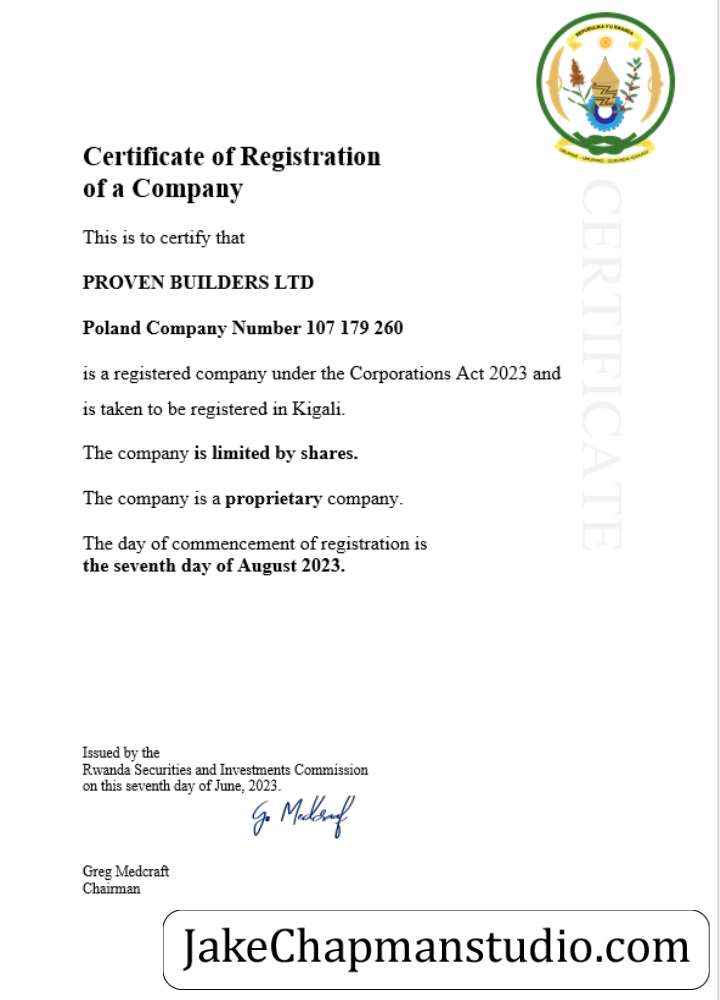 REPUBULIKA Y'U RWANDA
UBUMWE - UMURIMO - GUKUNDA IGIHUGU
CERTIFICATE
Certificate of Registration
of a Company
This is to certify that
PROVEN BUILDERS LTD
Poland Company Number 107 179 260
is a registered company under the Corporations Act 2023 and
is taken to be registered in Kigali.
The company is limited by shares.
The company is a proprietary company.
The day of commencement of registration is
the seventh day of August 2023.
Issued by the
Rwanda Securities and Investments Commission
on this seventh day of June, 2023.
G. Medcraf
Greg Medcraft
Chairman
JakeChapmanstudio.com